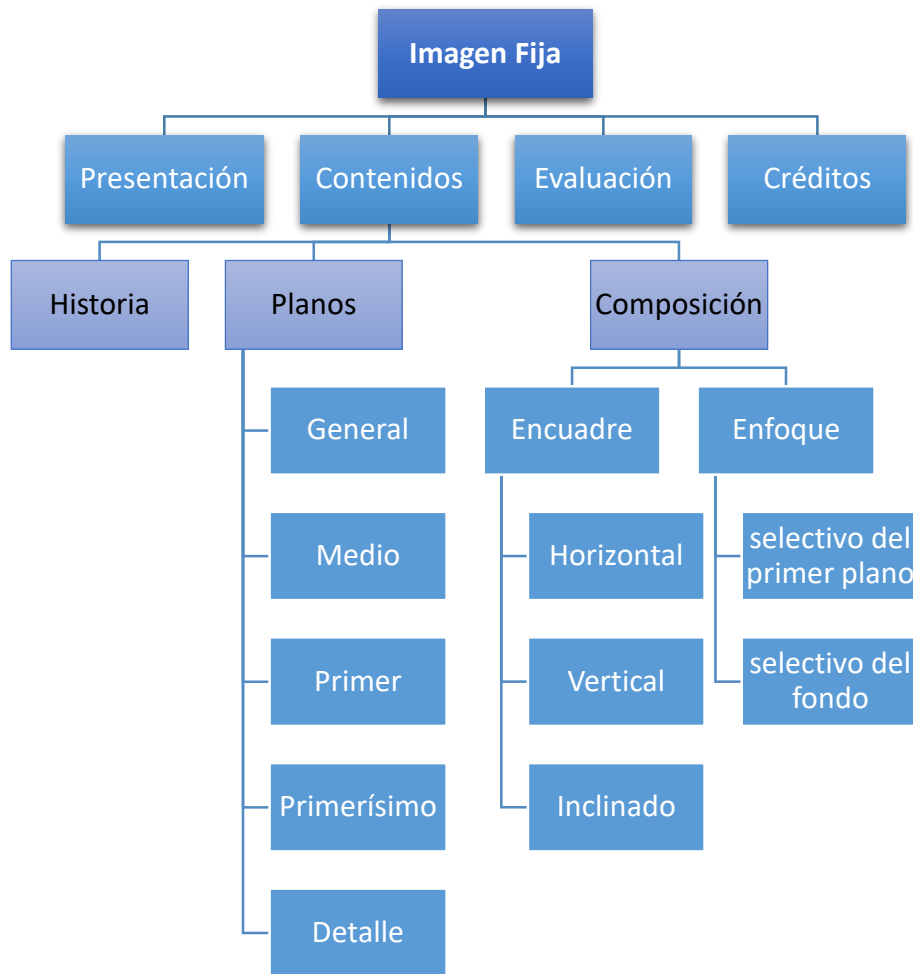 Imagen Fija
Presentación
Contenidos
Evaluación
Créditos
Historia
Planos
Composición
General
Medio
Primer
Primerísimo
Detalle
Encuadre
Horizontal
Vertical
Inclinado
Enfoque
selectivo del
primer plano
selectivo del
fondo